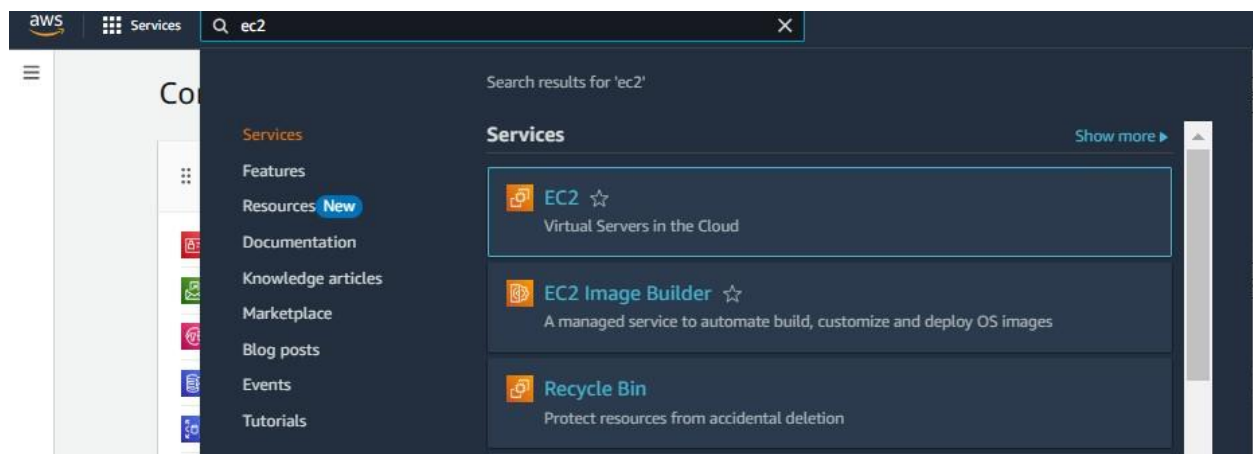 aws Services ec2
Search results for 'ec2'
Services
Features
Resources New
Documentation
Knowledge articles
Marketplace
Blog posts
Events
Tutorials
Services Show more
EC2
Virtual Servers in the Cloud
EC2 Image Builder
A managed service to automate build, customize and deploy OS images
Recycle Bin
Protect resources from accidental deletion